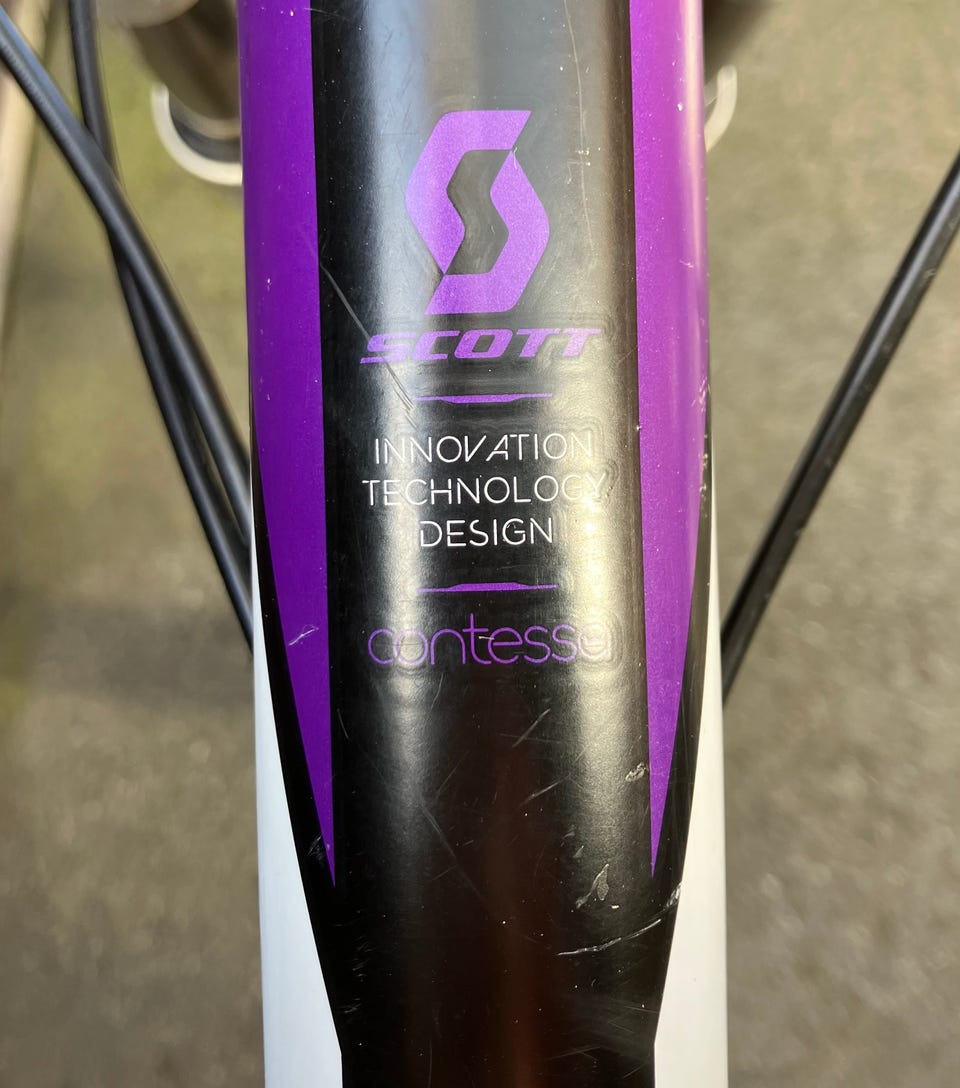 SCOTT
INNOVATION
TECHNOLOGY
DESIGN
contessa